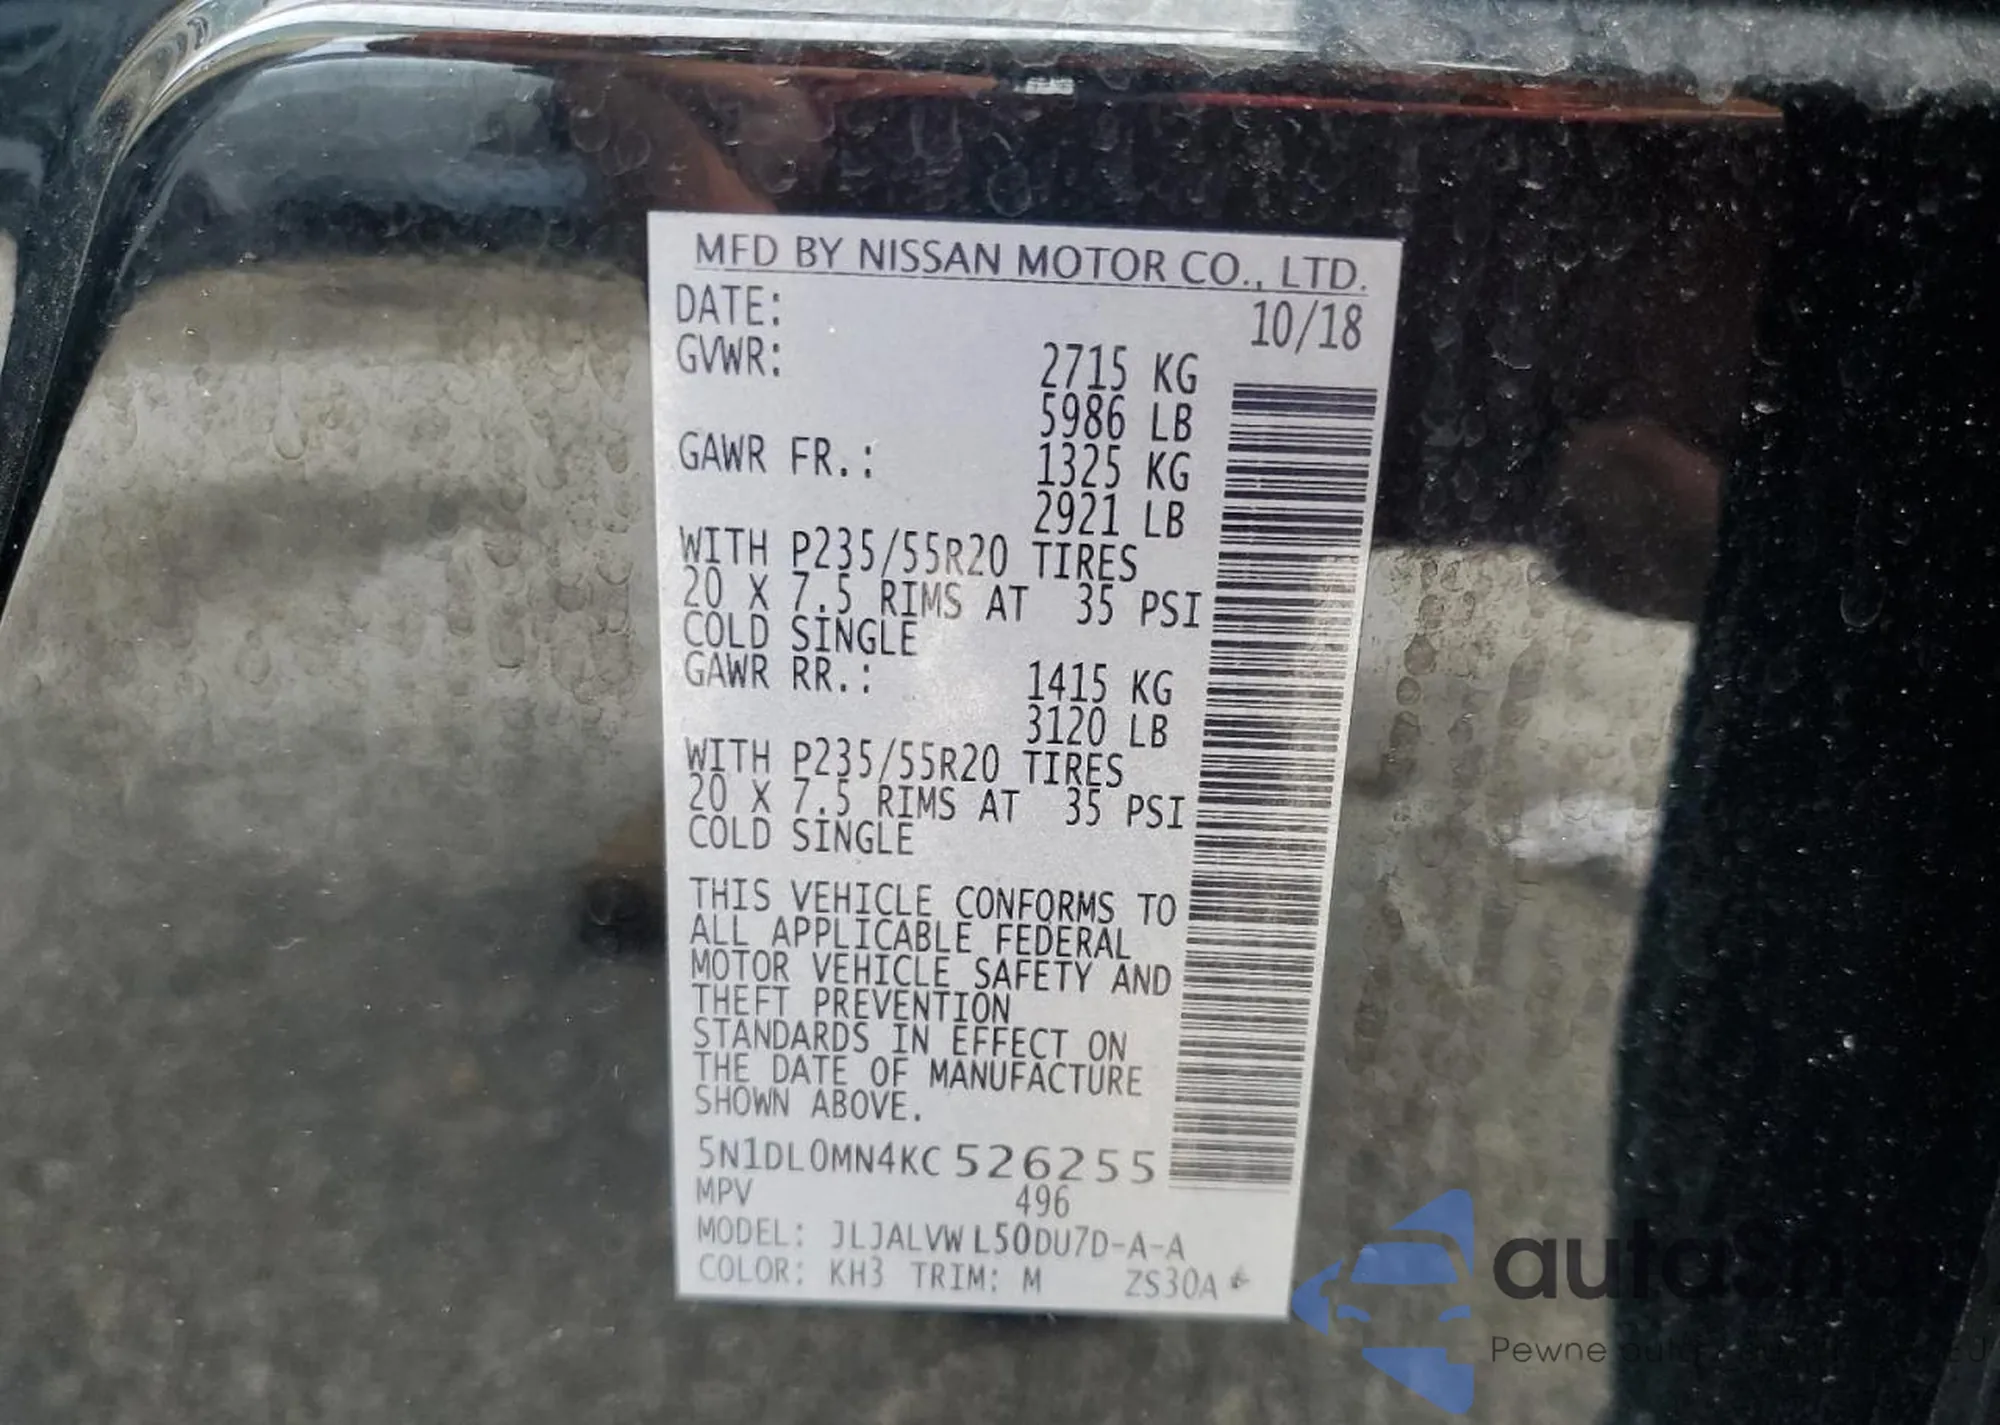 MFD BY NISSAN MOTOR CO., LTD.
DATE: 10/18
GVWR: 2715 KG
5986 LB
GAWR FR.: 1325 KG
2921 LB
WITH P235/55R20 TIRES
20 X 7.5 RIMS AT 35 PSI
COLD SINGLE
GAWR RR.: 1415 KG
3120 LB
WITH P235/55R20 TIRES
20 X 7.5 RIMS AT 35 PSI
COLD SINGLE
THIS VEHICLE CONFORMS TO
ALL APPLICABLE FEDERAL
MOTOR VEHICLE SAFETY AND
THEFT PREVENTION
STANDARDS IN EFFECT ON
THE DATE OF MANUFACTURE
SHOWN ABOVE.
5N1DL0MN4KC526255
MPV 496
MODEL: JLJALVWL50DU7D-A-A
COLOR: KH3 TRIM: M ZS30A
Pewne